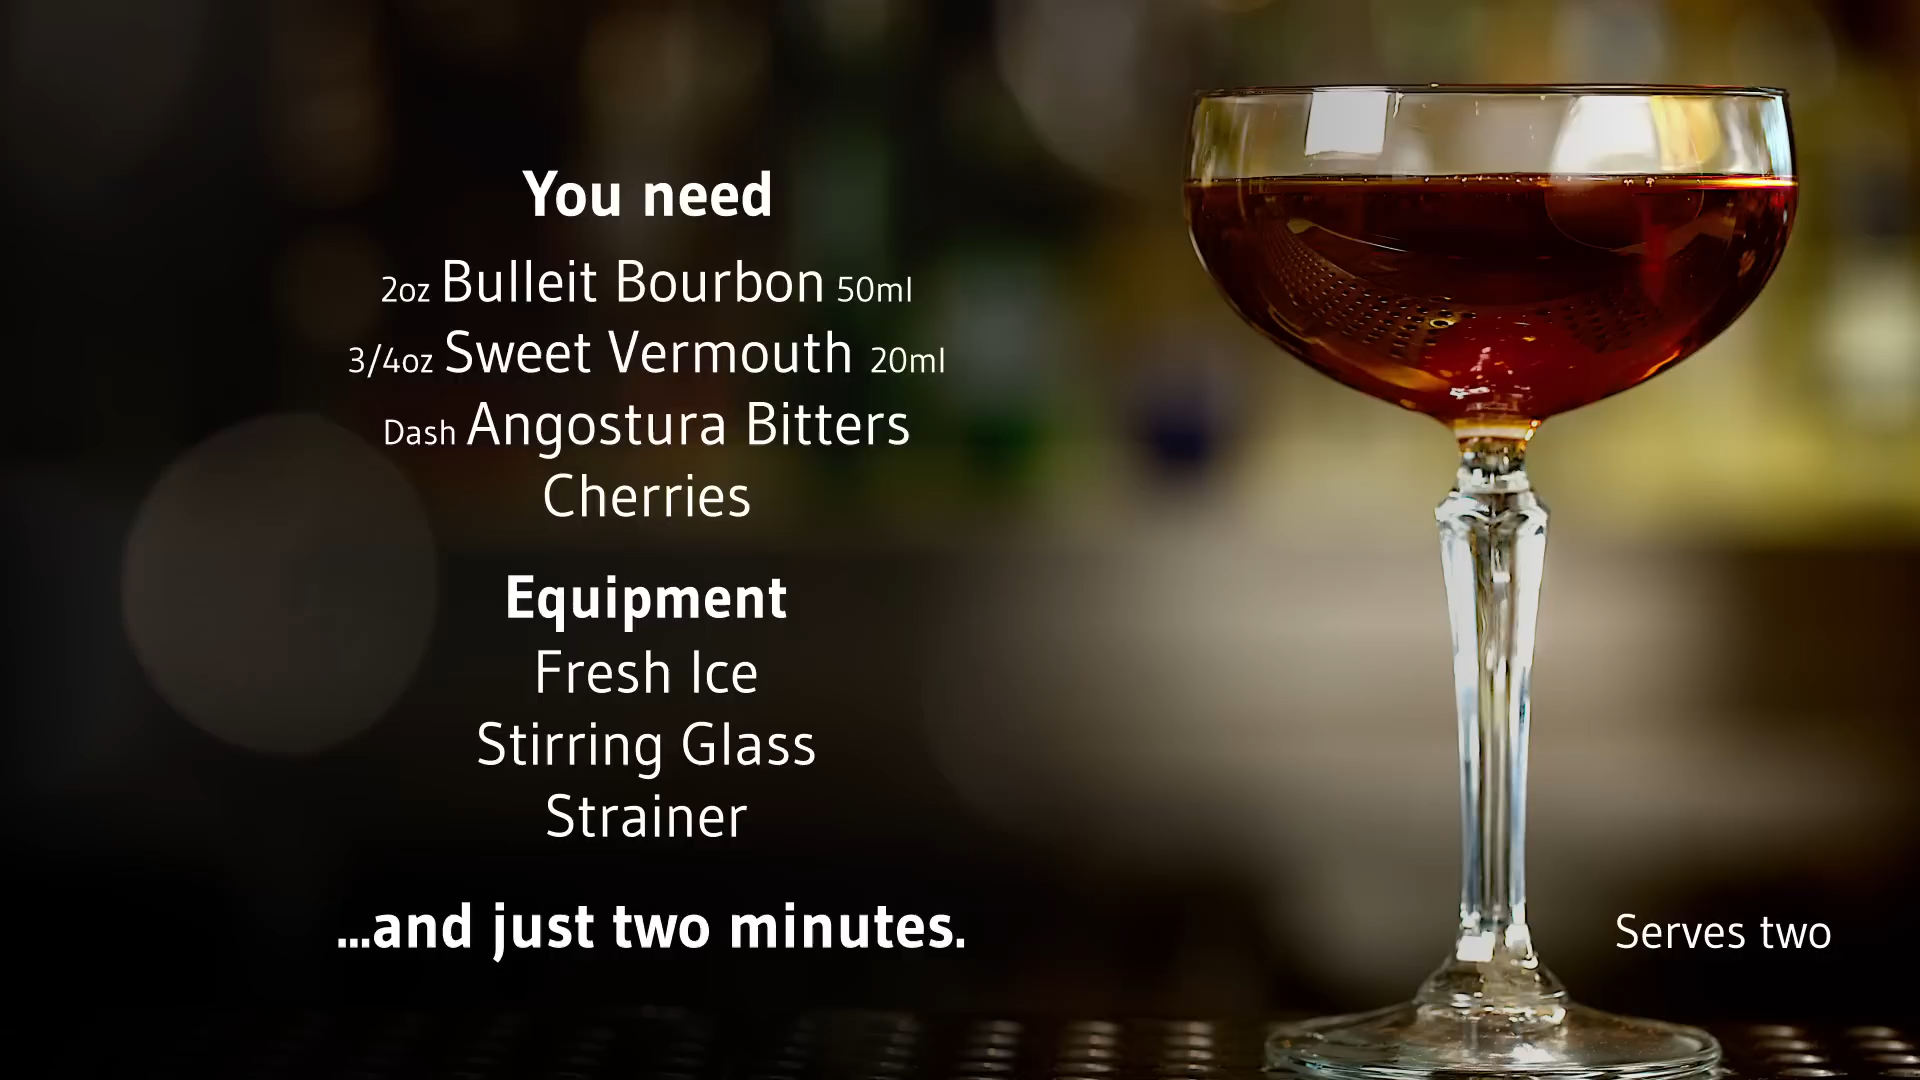 You need
2oz Bulleit Bourbon 50ml
3/4oz Sweet Vermouth 20ml
Dash Angostura Bitters
Cherries
Equipment
Fresh Ice
Stirring Glass
Strainer
...and just two minutes.
Serves two